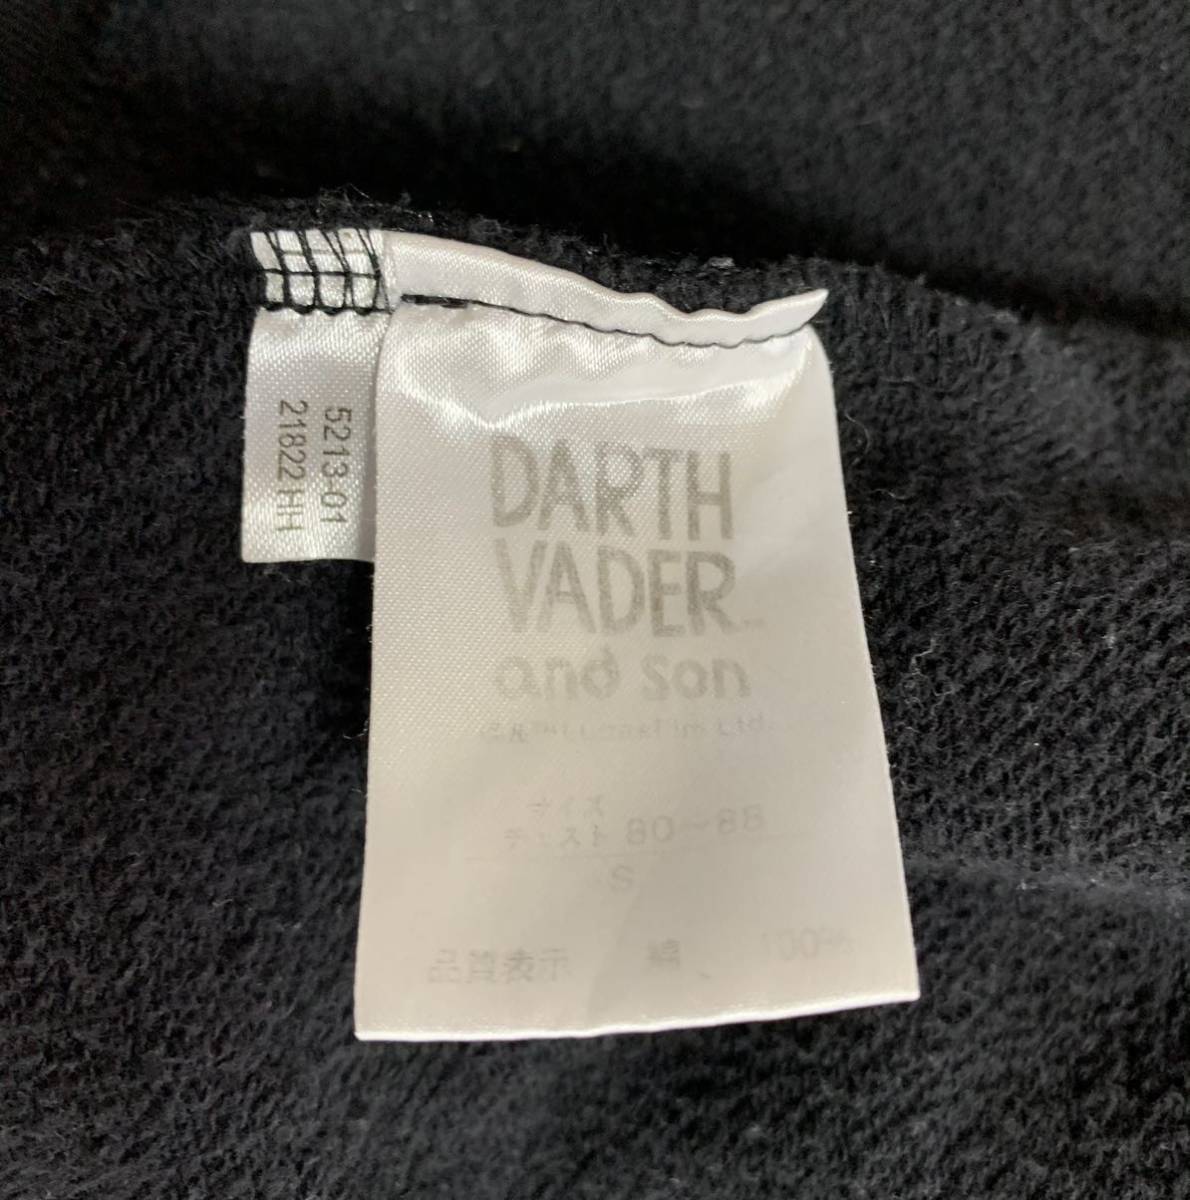 5213-01
21822HH
DARTH
VADER
and son
Ltd.
サイズ
チェスト 80~88
S
品質表示 綿 100%